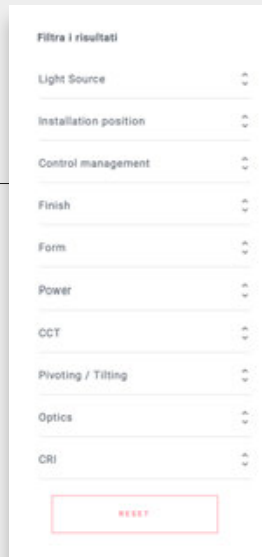 Filtra i risultati
Light Source
Installation position
Control management
Finish
Form
Power
CCT
Pivoting / Tilting
Optics
CRI
RESET